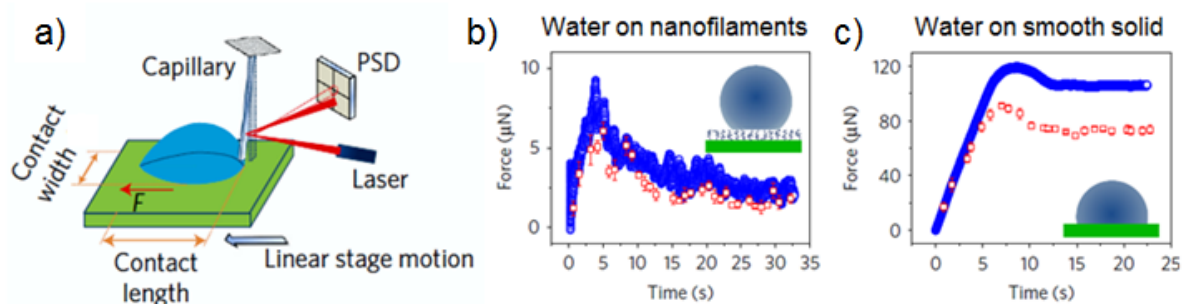 a)
Capillary
PSD
Contact
width
F
Laser
Contact
length
Linear stage motion
b)
Water on nanofilaments
10
5
0
Force (μN)
0 5 10 15 20 25 30 35
Time (s)
c)
Water on smooth solid
120
80
40
0
Force (μN)
0 5 10 15 20 25
Time (s)